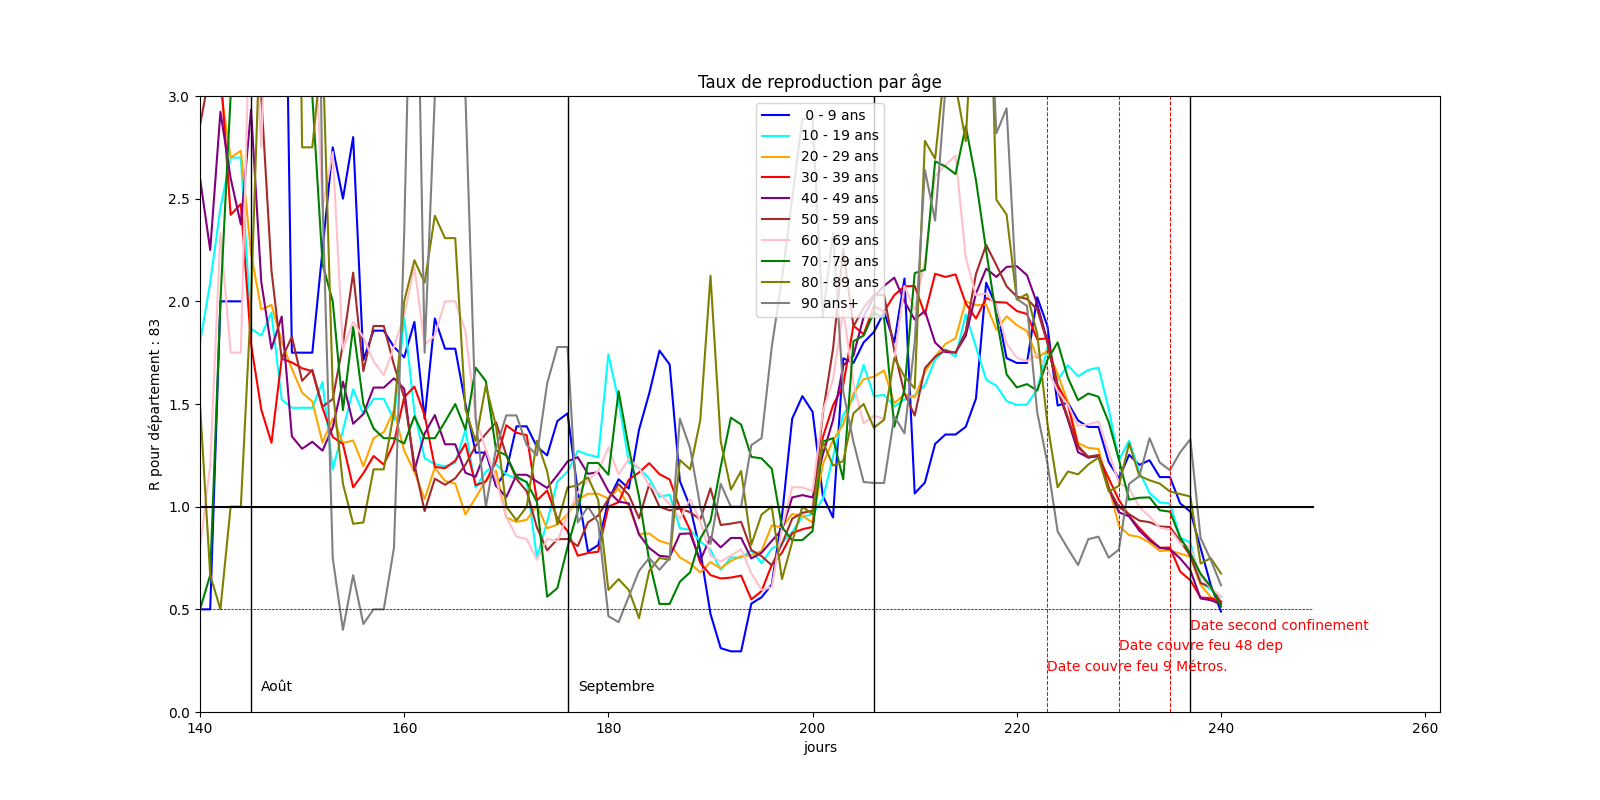 Taux de reproduction par âge
3.0
2.5
2.0
1.5
1.0
0.5
0.0
R pour département : 83
0 - 9 ans
10 - 19 ans
20 - 29 ans
30 - 39 ans
40 - 49 ans
50 - 59 ans
60 - 69 ans
70 - 79 ans
80 - 89 ans
90 ans+
Date second confinement
Date couvre feu 48 dep
Date couvre feu 9 Métros.
Août
Septembre
140
160
180
200
220
240
260
jours